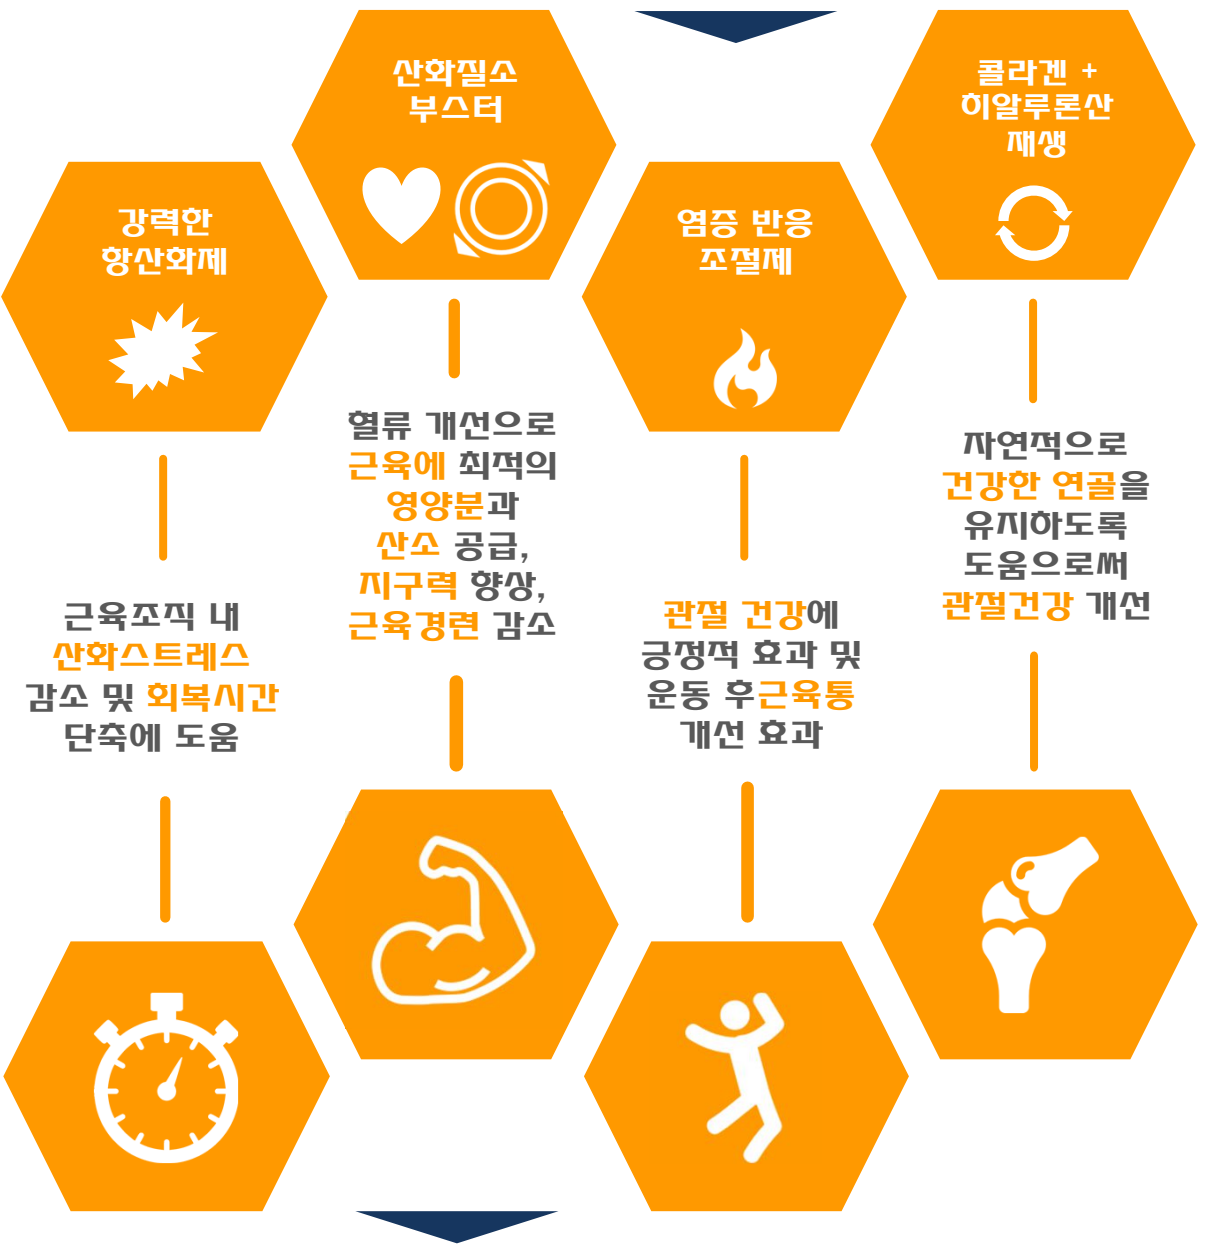 강력한
항산화제
근육조직 내
산화스트레스
감소 및 회복시간
단축에 도움
산화질소
부스터
혈류 개선으로
근육에 최적의
영양분과
산소 공급,
지구력 향상,
근육경련 감소
염증 반응
조절제
관절 건강에
긍정적 효과 및
운동 후근육통
개선 효과
콜라겐 +
히알루론산
재생
자연적으로
건강한 연골을
유지하도록
도움으로써
관절건강 개선